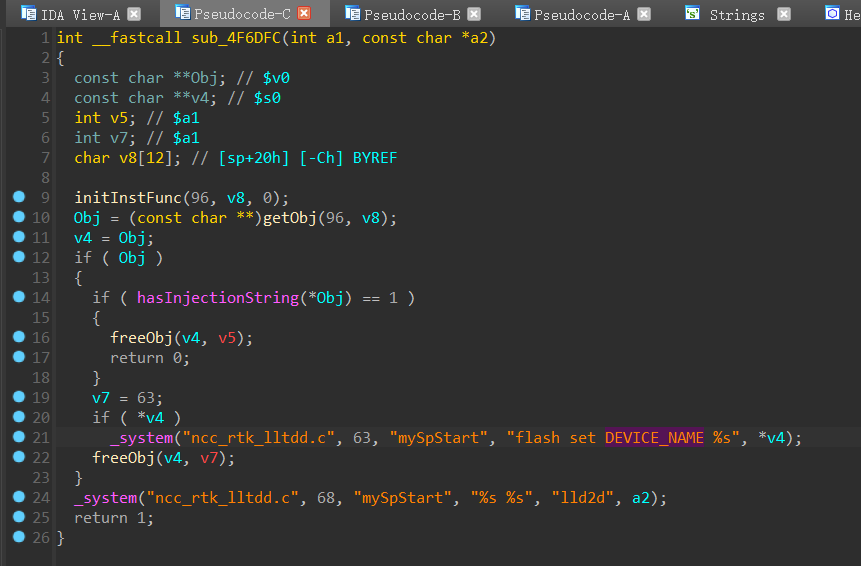 IDA View-A Pseudocode-C Pseudocode-B Pseudocode-A Strings He
1 int __fastcall sub_4F6DFC(int a1, const char *a2)
2 {
3 const char **Obj; // $v0
4 const char **v4; // $s0
5 int v5; // $a1
6 int v7; // $a1
7 char v8[12]; // [sp+20h] [-Ch] BYREF
8
9 initInstFunc(96, v8, 0);
10 Obj = (const char **)getObj(96, v8);
11 v4 = Obj;
12 if ( Obj )
13 {
14 if ( hasInjectionString(*Obj) == 1 )
15 {
16 freeObj(v4, v5);
17 return 0;
18 }
19 v7 = 63;
20 if ( *v4 )
21 _system("ncc_rtk_lltdd.c", 63, "mySpStart", "flash set DEVICE_NAME %s", *v4);
22 freeObj(v4, v7);
23 }
24 _system("ncc_rtk_lltdd.c", 68, "mySpStart", "%s %s", "lld2d", a2);
25 return 1;
26 }